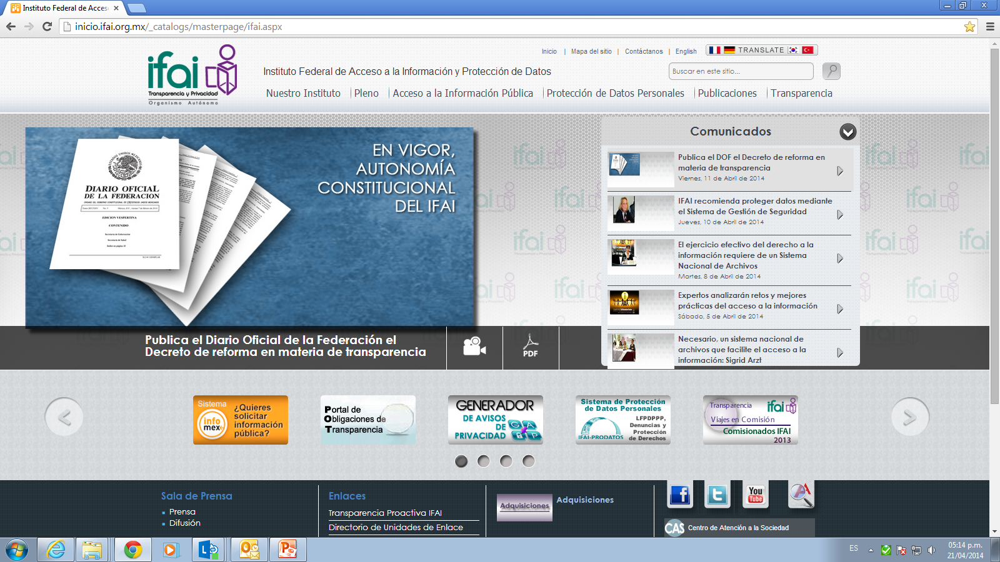 Instituto Federal de Acces
inicio.ifai.org.mx/_catalogs/masterpage/ifai.aspx
ifai
Transparencia y Privacidad
Organismo Autónomo
Inicio
Mapa del sitio
Contáctanos
English
TRANSLATE
Instituto Federal de Acceso a la Información y Protección de Datos
Buscar en este sitio...
Nuestro Instituto
Pleno
Acceso a la Información Pública
Protección de Datos Personales
Publicaciones
Transparencia
DIARIO OFICIAL
DE LA FEDERACION
EDICIÓN VESPERTINA
CONTENIDO
EN VIGOR,
AUTONOMÍA
CONSTITUCIONAL
DEL IFAI
Publica el Diario Oficial de la Federación el
Decreto de reforma en materia de transparencia
PDF
Comunicados
Publica el DOF el Decreto de reforma en
materia de transparencia
Viernes, 11 de Abril de 2014
IFAI recomienda proteger datos mediante
el Sistema de Gestión de Seguridad
Jueves, 10 de Abril de 2014
El ejercicio efectivo del derecho a la
información requiere de un Sistema
Nacional de Archivos
Martes, 8 de Abril de 2014
Expertos analizarán retos y mejores
prácticas del acceso a la información
Sábado, 5 de Abril de 2014
Necesario, un sistema nacional de
archivos que facilite el acceso a la
información: Sigrid Arzt
Sistema
infomex
¿Quieres
solicitar
información
pública?
Portal de
Obligaciones de
Transparencia
GENERADOR
DE AVISOS
DE
PRIVACIDAD
GAP
Sistema de Protección
de Datos Personales
IFAI-PRODATOS
LFPDPPP,
Denuncias y
Protección
de Derechos
Transparencia
ifai
Viajes en Comisión
Comisionados IFAI
2013
Sala de Prensa
Prensa
Difusión
Enlaces
Transparencia Proactiva IFAI
Directorio de Unidades de Enlace
Adquisiciones
Adquisiciones
You
Tube
CAS
Centro de Atención a la Sociedad
ES
05:14 p.m.
21/04/2014